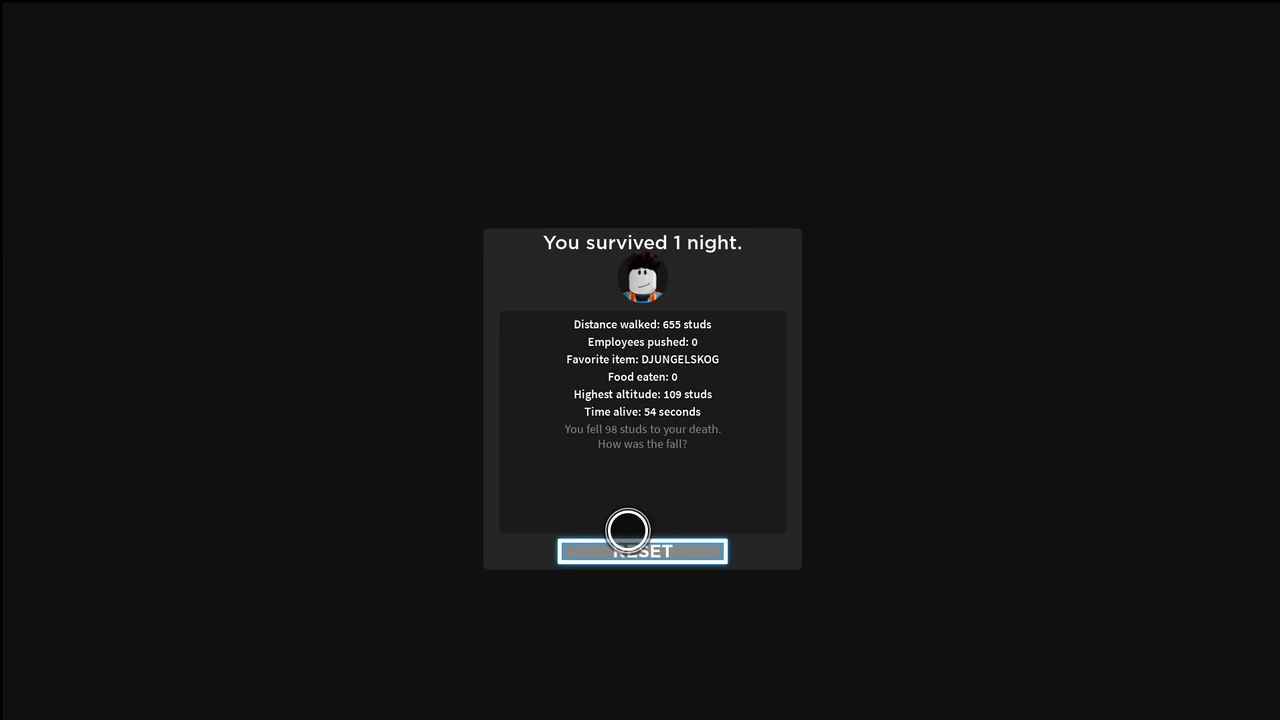 You survived 1 night.
Distance walked: 655 studs
Employees pushed: 0
Favorite item: DJUNGELSKOG
Food eaten: 0
Highest altitude: 109 studs
Time alive: 54 seconds
You fell 98 studs to your death.
How was the fall?
RESET